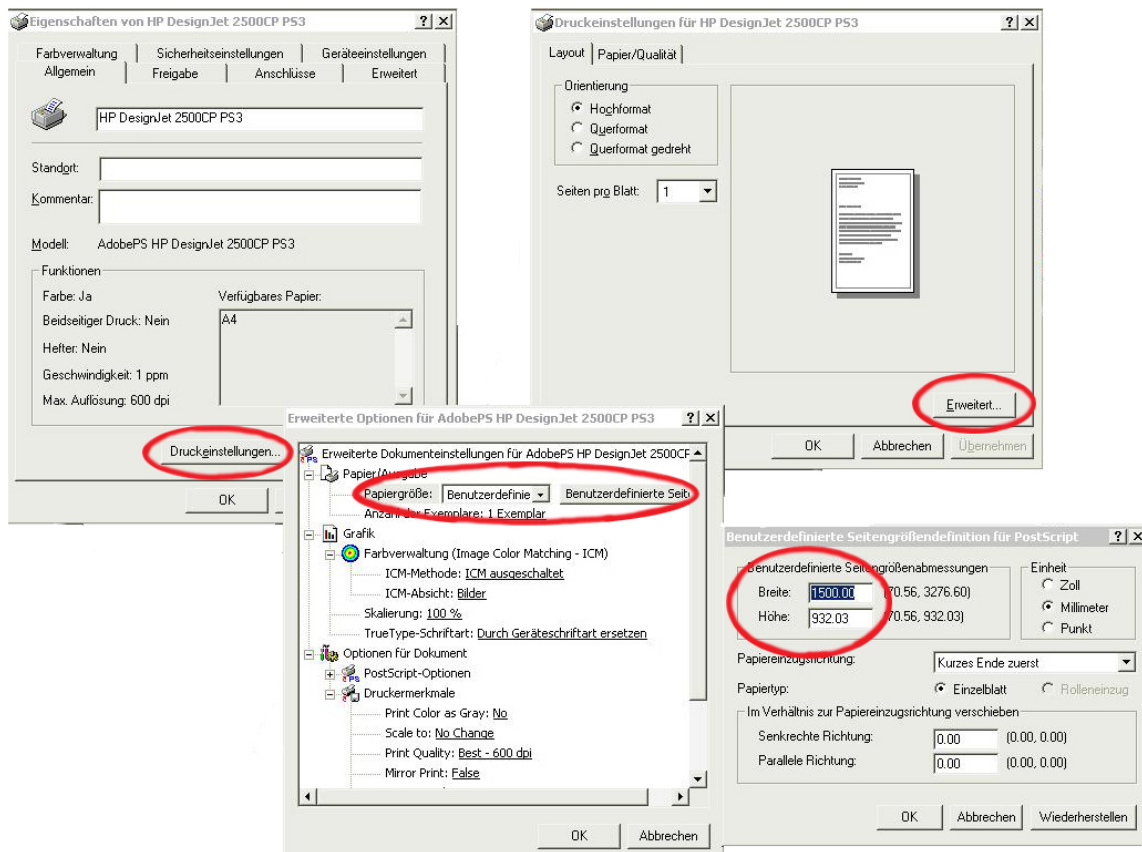 Eigenschaften von HP DesignJet 2500CP PS3
Farbverwaltung Sicherheitseinstellungen Geräteeinstellungen
Allgemein Freigabe Anschlüsse Erweitert
HP DesignJet 2500CP PS3
Standort:
Kommentar:
Modell: AdobePS HP DesignJet 2500CP PS3
Funktionen
Farbe: Ja Verfügbares Papier:
Beidseitiger Druck: Nein A4
Hefter: Nein
Geschwindigkeit: 1 ppm
Max. Auflösung: 600 dpi
Druckeinstellungen...
OK
Druckeinstellungen für HP DesignJet 2500CP PS3
Layout Papier/Qualität
Orientierung
Hochformat
Querformat
Querformat gedreht
Seiten pro Blatt: 1
Erweitert...
OK Abbrechen Übernehmen
Erweiterte Optionen für AdobePS HP DesignJet 2500CP PS3
Erweiterte Dokumenteinstellungen für AdobePS HP DesignJet 2500CP
Papier/Ausgabe
Papiergröße: Benutzerdefinie Benutzerdefinierte Seite
Anzahl der Exemplare: 1 Exemplar
Grafik
Farbverwaltung (Image Color Matching - ICM)
ICM-Methode: ICM ausgeschaltet
ICM-Absicht: Bilder
Skalierung: 100 %
TrueType-Schriftart: Durch Geräteschriftart ersetzen
Optionen für Dokument
PostScript-Optionen
Druckermerkmale
Print Color as Gray: No
Scale to: No Change
Print Quality: Best - 600 dpi
Mirror Print: False
OK Abbrechen
Benutzerdefinierte Seitengrößendefinition für PostScript
Benutzerdefinierte Seitengrößenabmessungen Einheit
Breite: 1500.00 (70.56, 3276.60) Zoll
Höhe: 932.03 (70.56, 932.03) Millimeter
Punkt
Papiereinzugsrichtung: Kurzes Ende zuerst
Papiertyp: Einzelblatt Rolleneinzug
Im Verhältnis zur Papiereinzugsrichtung verschieben
Senkrechte Richtung: 0.00 (0.00, 0.00)
Parallele Richtung: 0.00 (0.00, 0.00)
OK Abbrechen Wiederherstellen